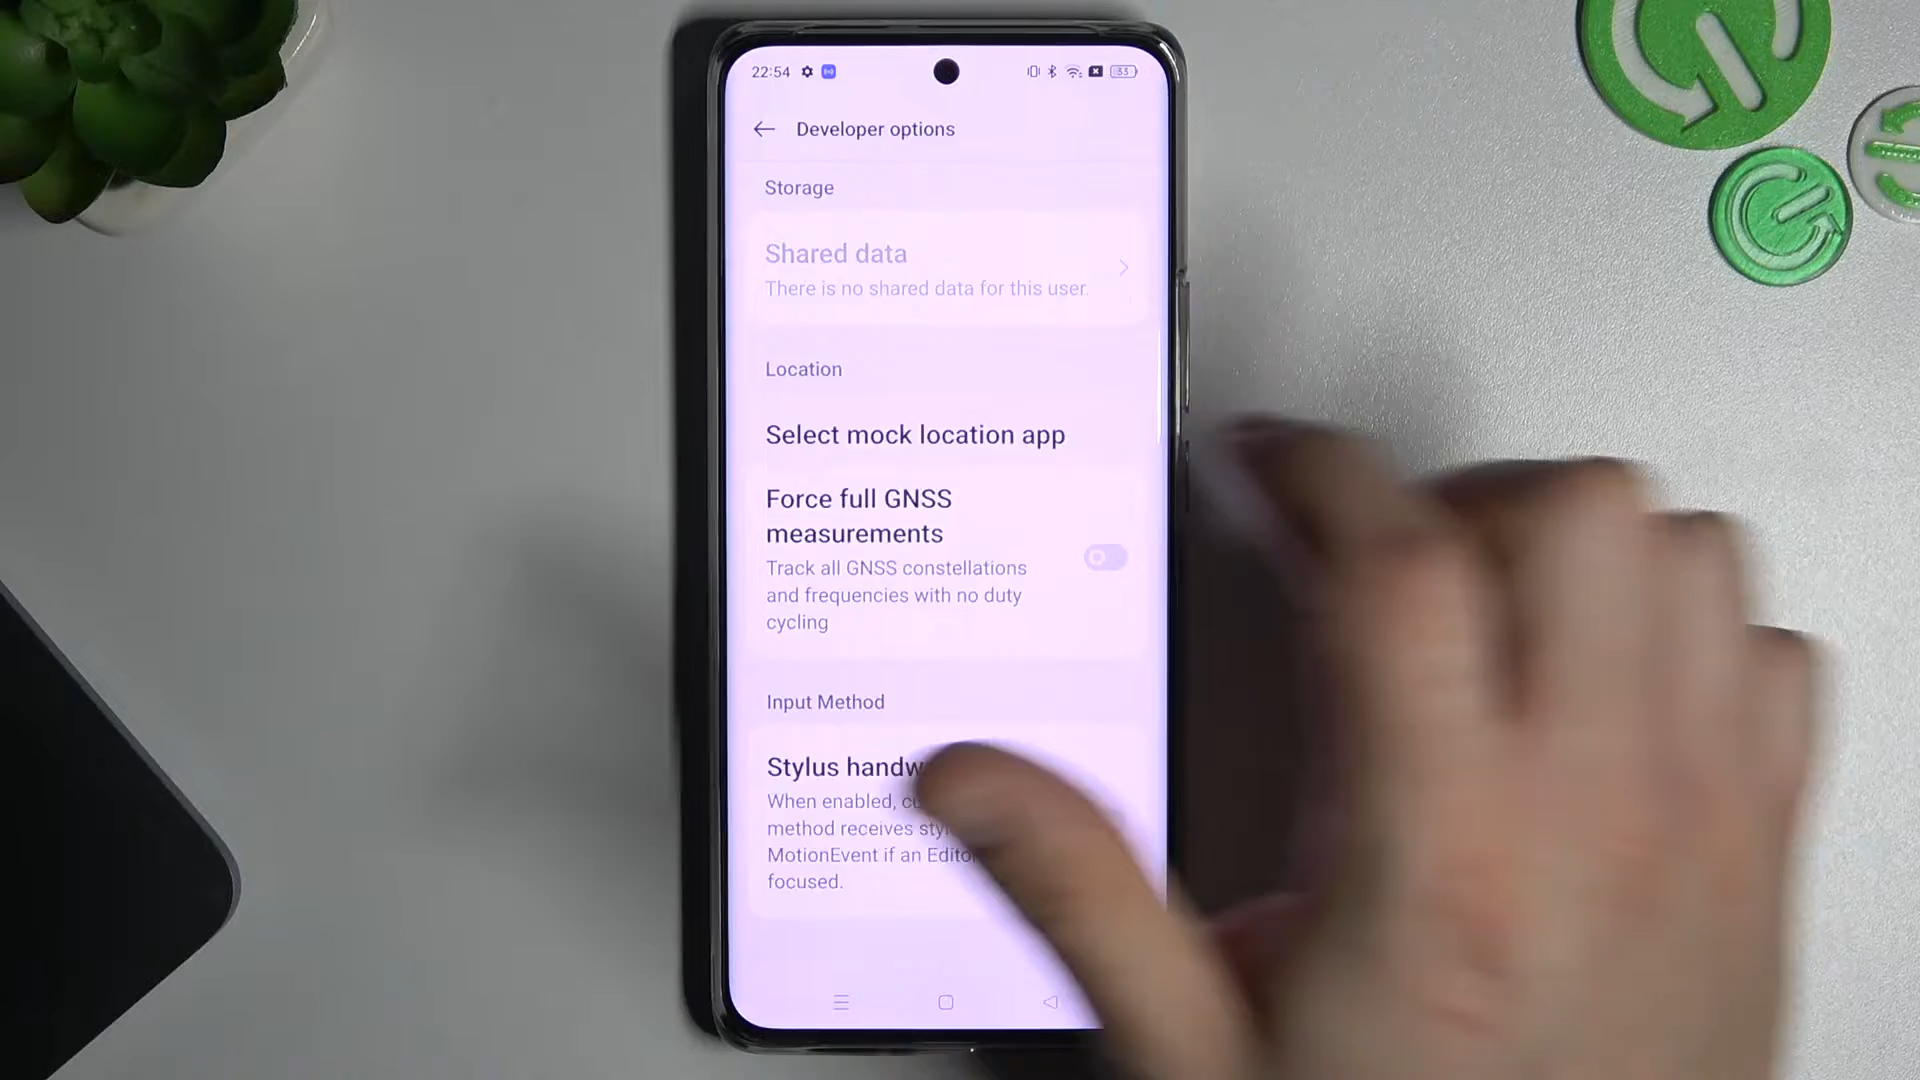 22:54
33
Developer options
Storage
Shared data
There is no shared data for this user.
Location
Select mock location app
Force full GNSS
measurements
Track all GNSS constellations
and frequencies with no duty
cycling
Input Method
Stylus
When enabled,
method receives
MotionEvent if an
focused.